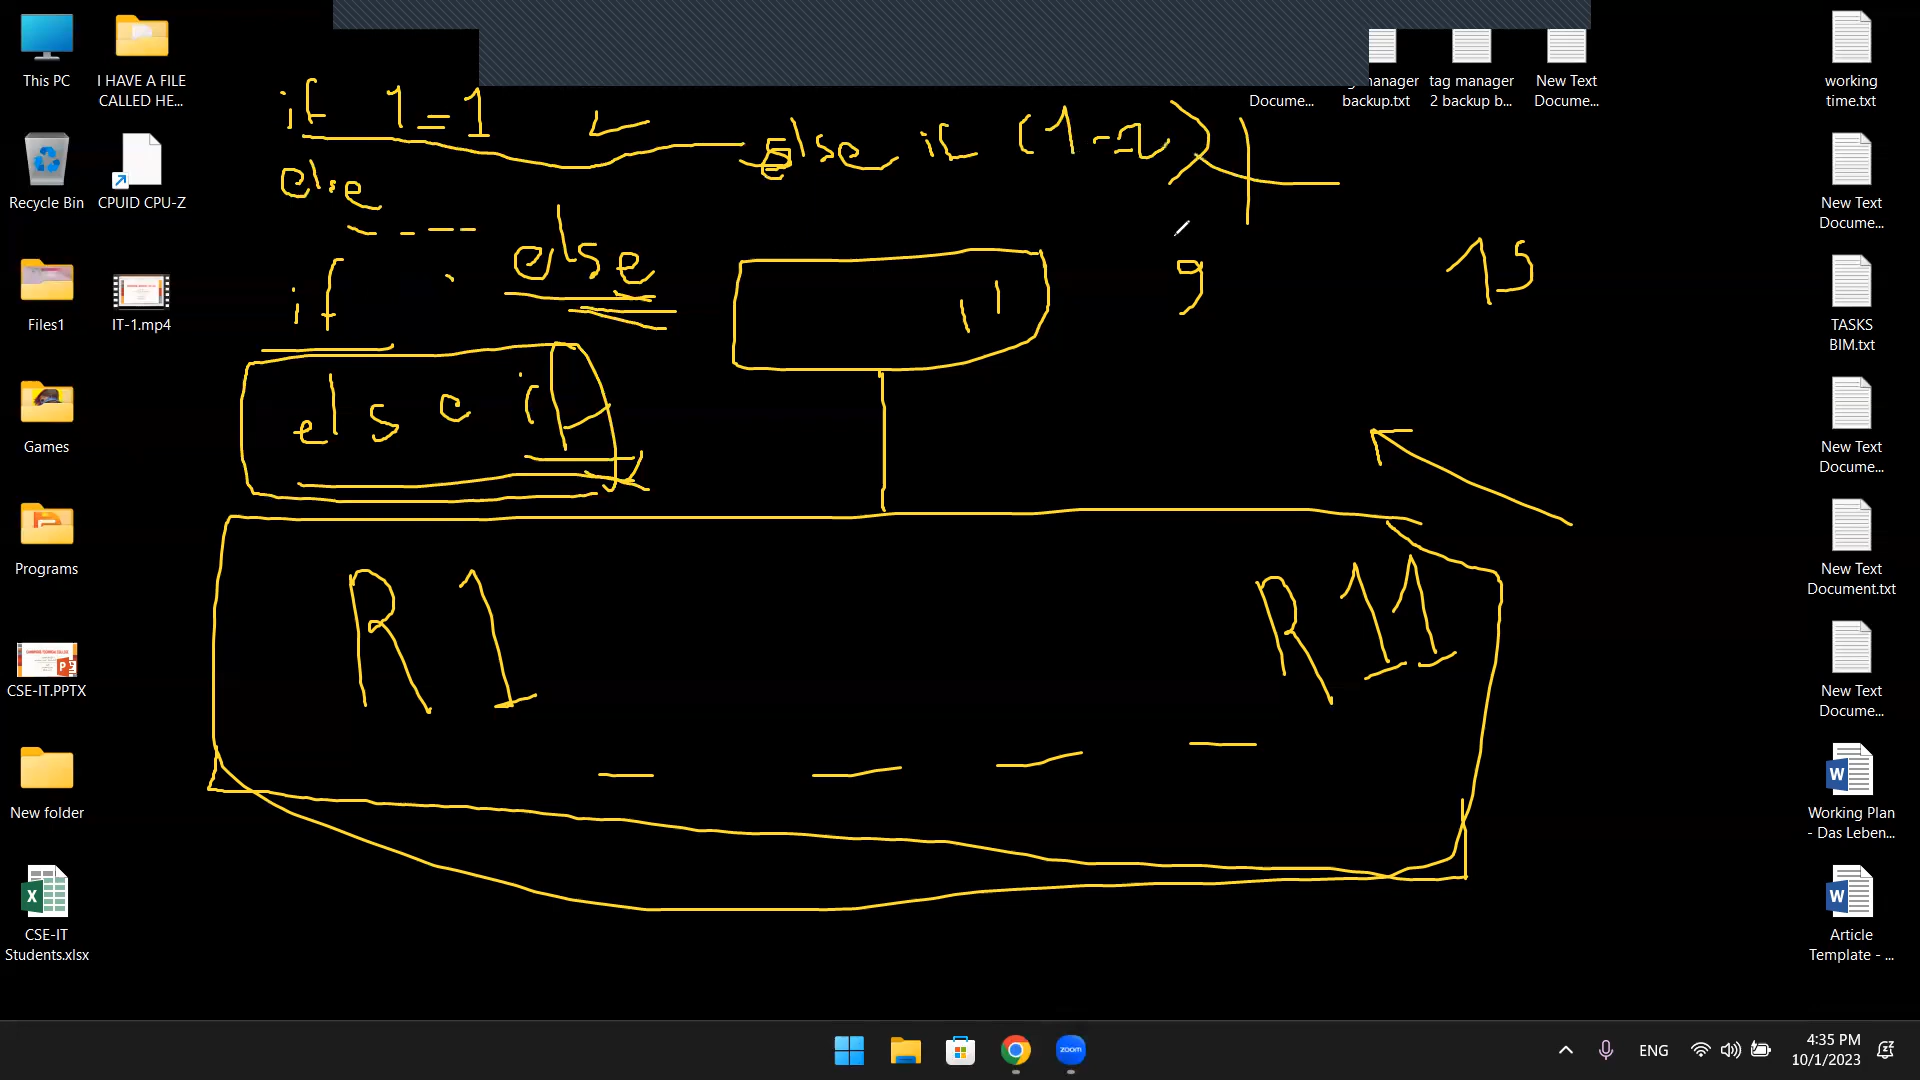 This PC
I HAVE A FILE
CALLED HE...
Recycle Bin
CPUID CPU-Z
Files1
IT-1.mp4
Games
Programs
CSE-IT.PPTX
New folder
CSE-IT
Students.xlsx
if 1=1
else if (1-2)
else
if
else
else if
11
9
15
R 1
R 11
Docume...
manager
backup.txt
tag manager
2 backup b...
New Text
Docume...
working
time.txt
New Text
Docume...
TASKS
BIM.txt
New Text
Docume...
New Text
Document.txt
New Text
Docume...
Working Plan
- Das Leben...
Article
Template - ...
zoom
ENG
4:35 PM
10/1/2023